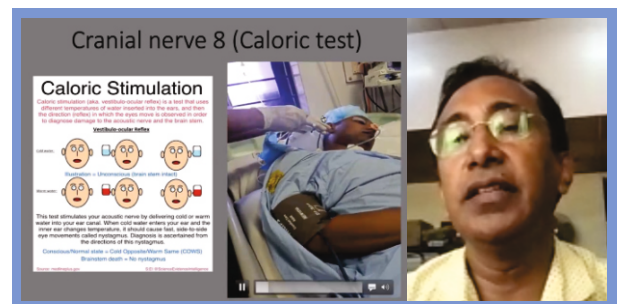 Cranial nerve 8 (Caloric test)
Caloric Stimulation
Caloric stimulation (aka. vestibulo-ocular reflex) is a test that uses
different temperatures of water inserted into the ears, and then
the direction (reflex) in which the eyes move is observed in order
to diagnose damage to the acoustic nerve and the brain stem.
Vestibulo-ocular Reflex
Illustration = Unconscious (brain stem intact)
This test stimulates your acoustic nerve by delivering cold or warm
water into your ear canal. When cold water enters your ear and the
inner ear changes temperature, it should cause fast, side-to-side
eye movements called nystagmus. Diagnosis is ascertained from
the directions of this nystagmus.
Conscious/Normal state = Cold Opposite/Warm Same (COWS)
Brainstem death = No nystagmus